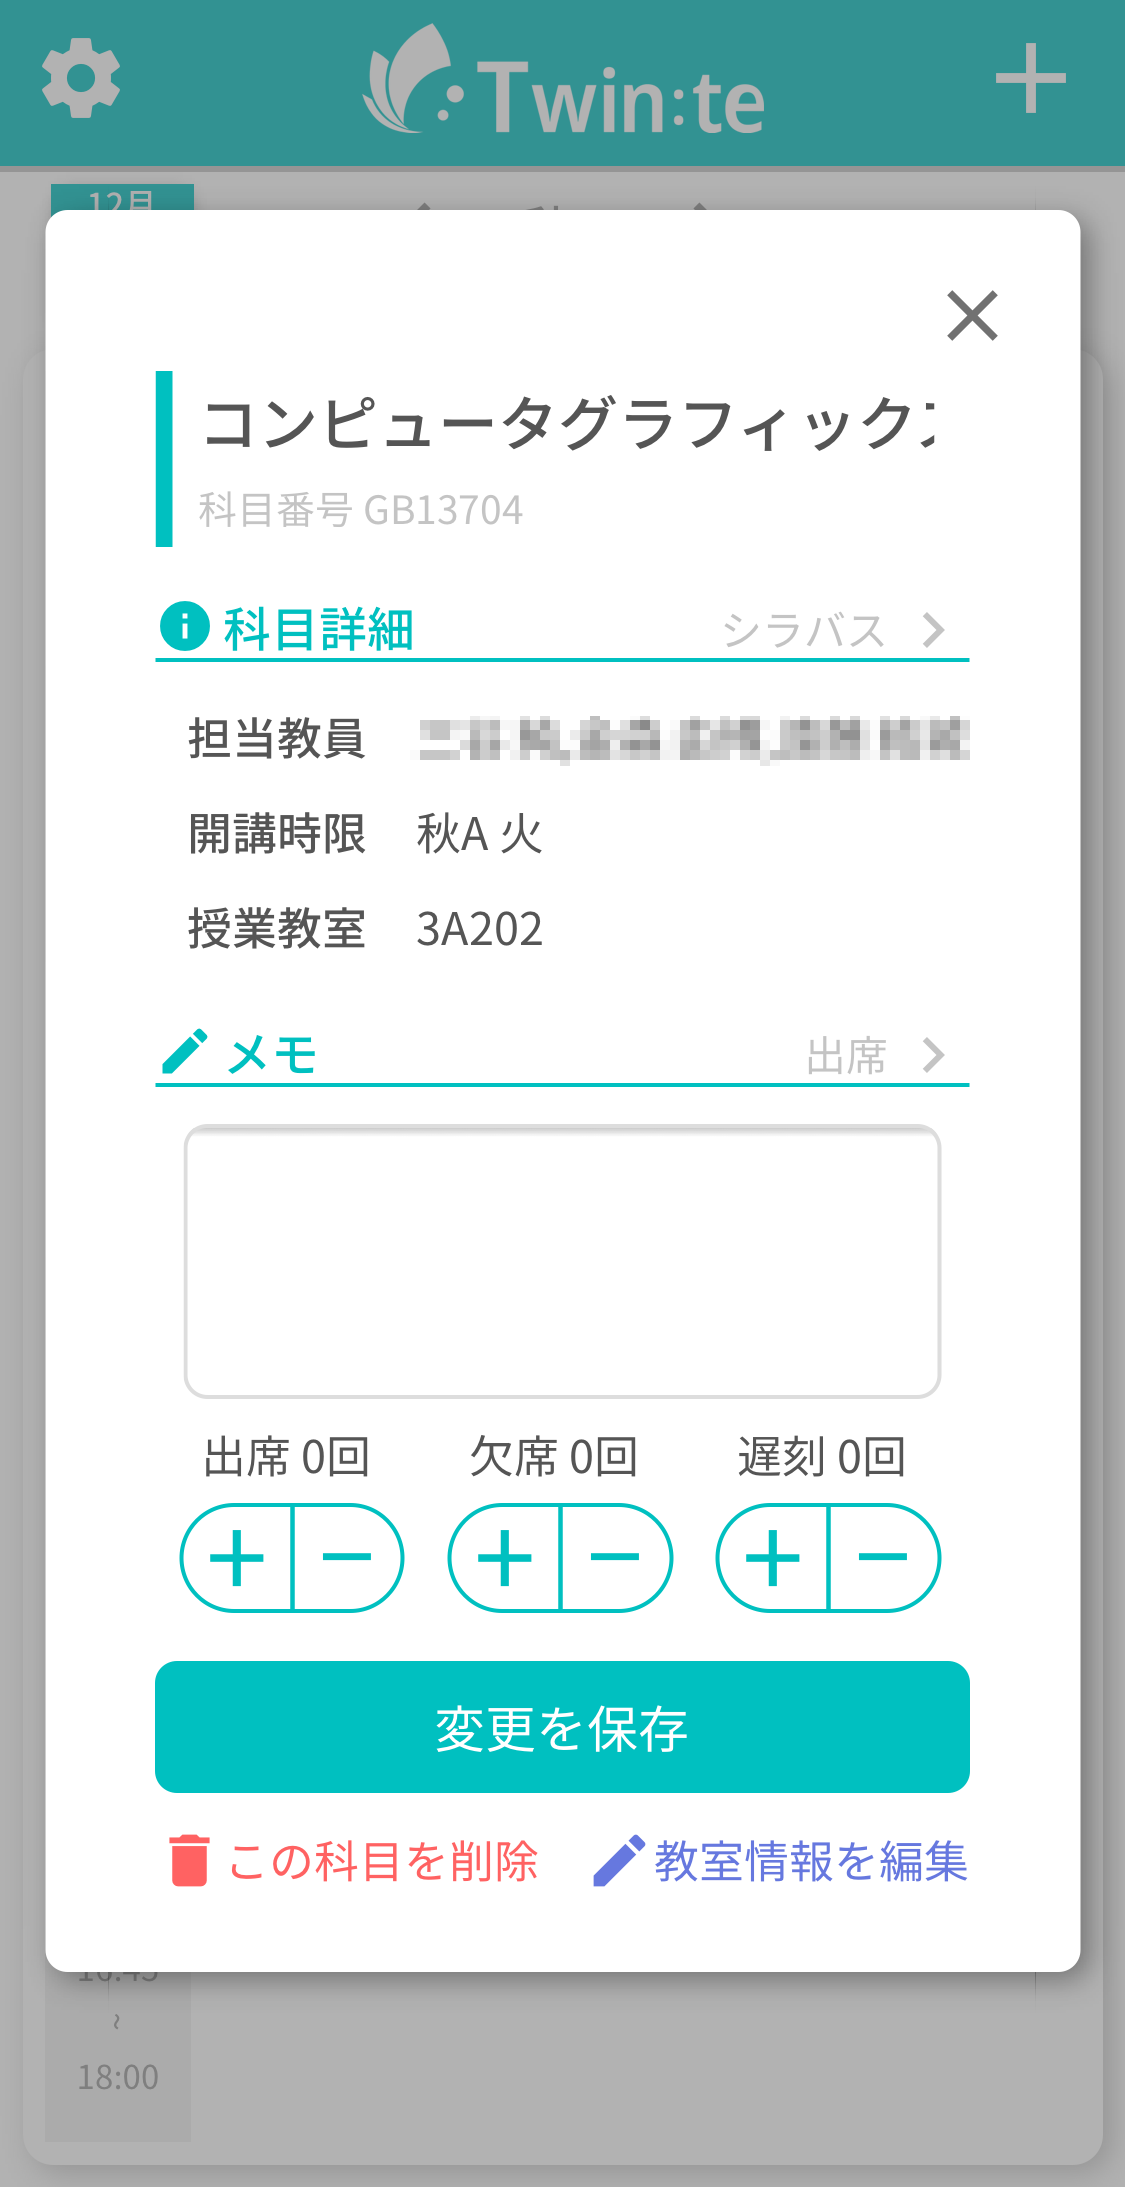 Twin:te
12月
コンピュータグラフィック
科目番号 GB13704
科目詳細 シラバス
担当教員
開講時限 秋A 火
授業教室 3A202
メモ 出席
出席 0回 欠席 0回 遅刻 0回
変更を保存
この科目を削除 教室情報を編集
~
18:00